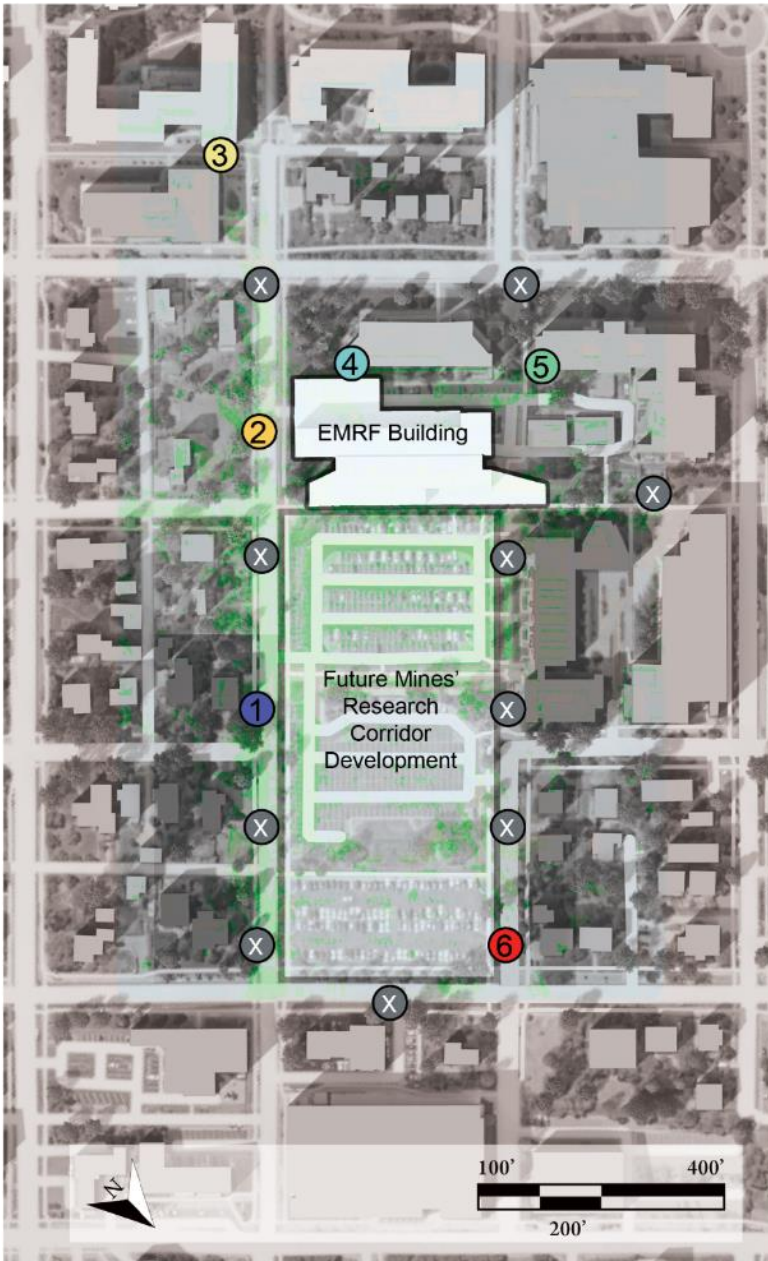 3
X
X
4
5
2
EMRF Building
X
X
X
Future Mines'
Research
Corridor
Development
1
X
X
X
X
6
X
N
100' 400'
200'